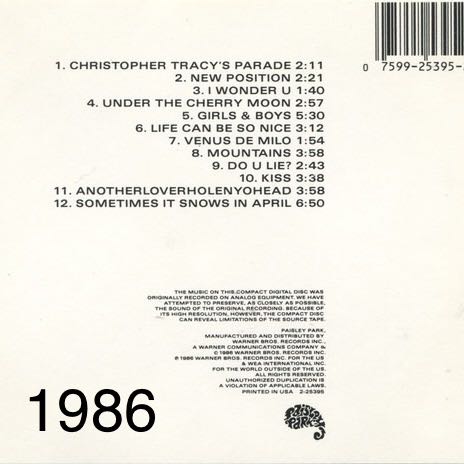 0 7599-25395-
1. CHRISTOPHER TRACY'S PARADE 2:11
2. NEW POSITION 2:21
3. I WONDER U 1:40
4. UNDER THE CHERRY MOON 2:57
5. GIRLS & BOYS 5:30
6. LIFE CAN BE SO NICE 3:12
7. VENUS DE MILO 1:54
8. MOUNTAINS 3:58
9. DO U LIE? 2:43
10. KISS 3:38
11. ANOTHERLOVERHOLENYOHEAD 3:58
12. SOMETIMES IT SNOWS IN APRIL 6:50
THE MUSIC ON THIS COMPACT DIGITAL DISC WAS
ORIGINALLY RECORDED ON ANALOG EQUIPMENT. WE HAVE
ATTEMPTED TO PRESERVE, AS CLOSELY AS POSSIBLE,
THE SOUND OF THE ORIGINAL RECORDING. BECAUSE OF
ITS HIGH RESOLUTION, HOWEVER, THE COMPACT DISC
CAN REVEAL LIMITATIONS OF THE SOURCE TAPE.
PAISLEY PARK,
MANUFACTURED AND DISTRIBUTED BY
WARNER BROS. RECORDS INC.,
A WARNER COMMUNICATIONS COMPANY &
© 1986 WARNER BROS. RECORDS INC.
℗ 1986 WARNER BROS. RECORDS INC. FOR THE US
& WEA INTERNATIONAL INC.
FOR THE WORLD OUTSIDE OF THE US.
ALL RIGHTS RESERVED.
UNAUTHORIZED DUPLICATION IS
A VIOLATION OF APPLICABLE LAWS.
PRINTED IN USA 2-25395
PAISLEY
PARK
1986